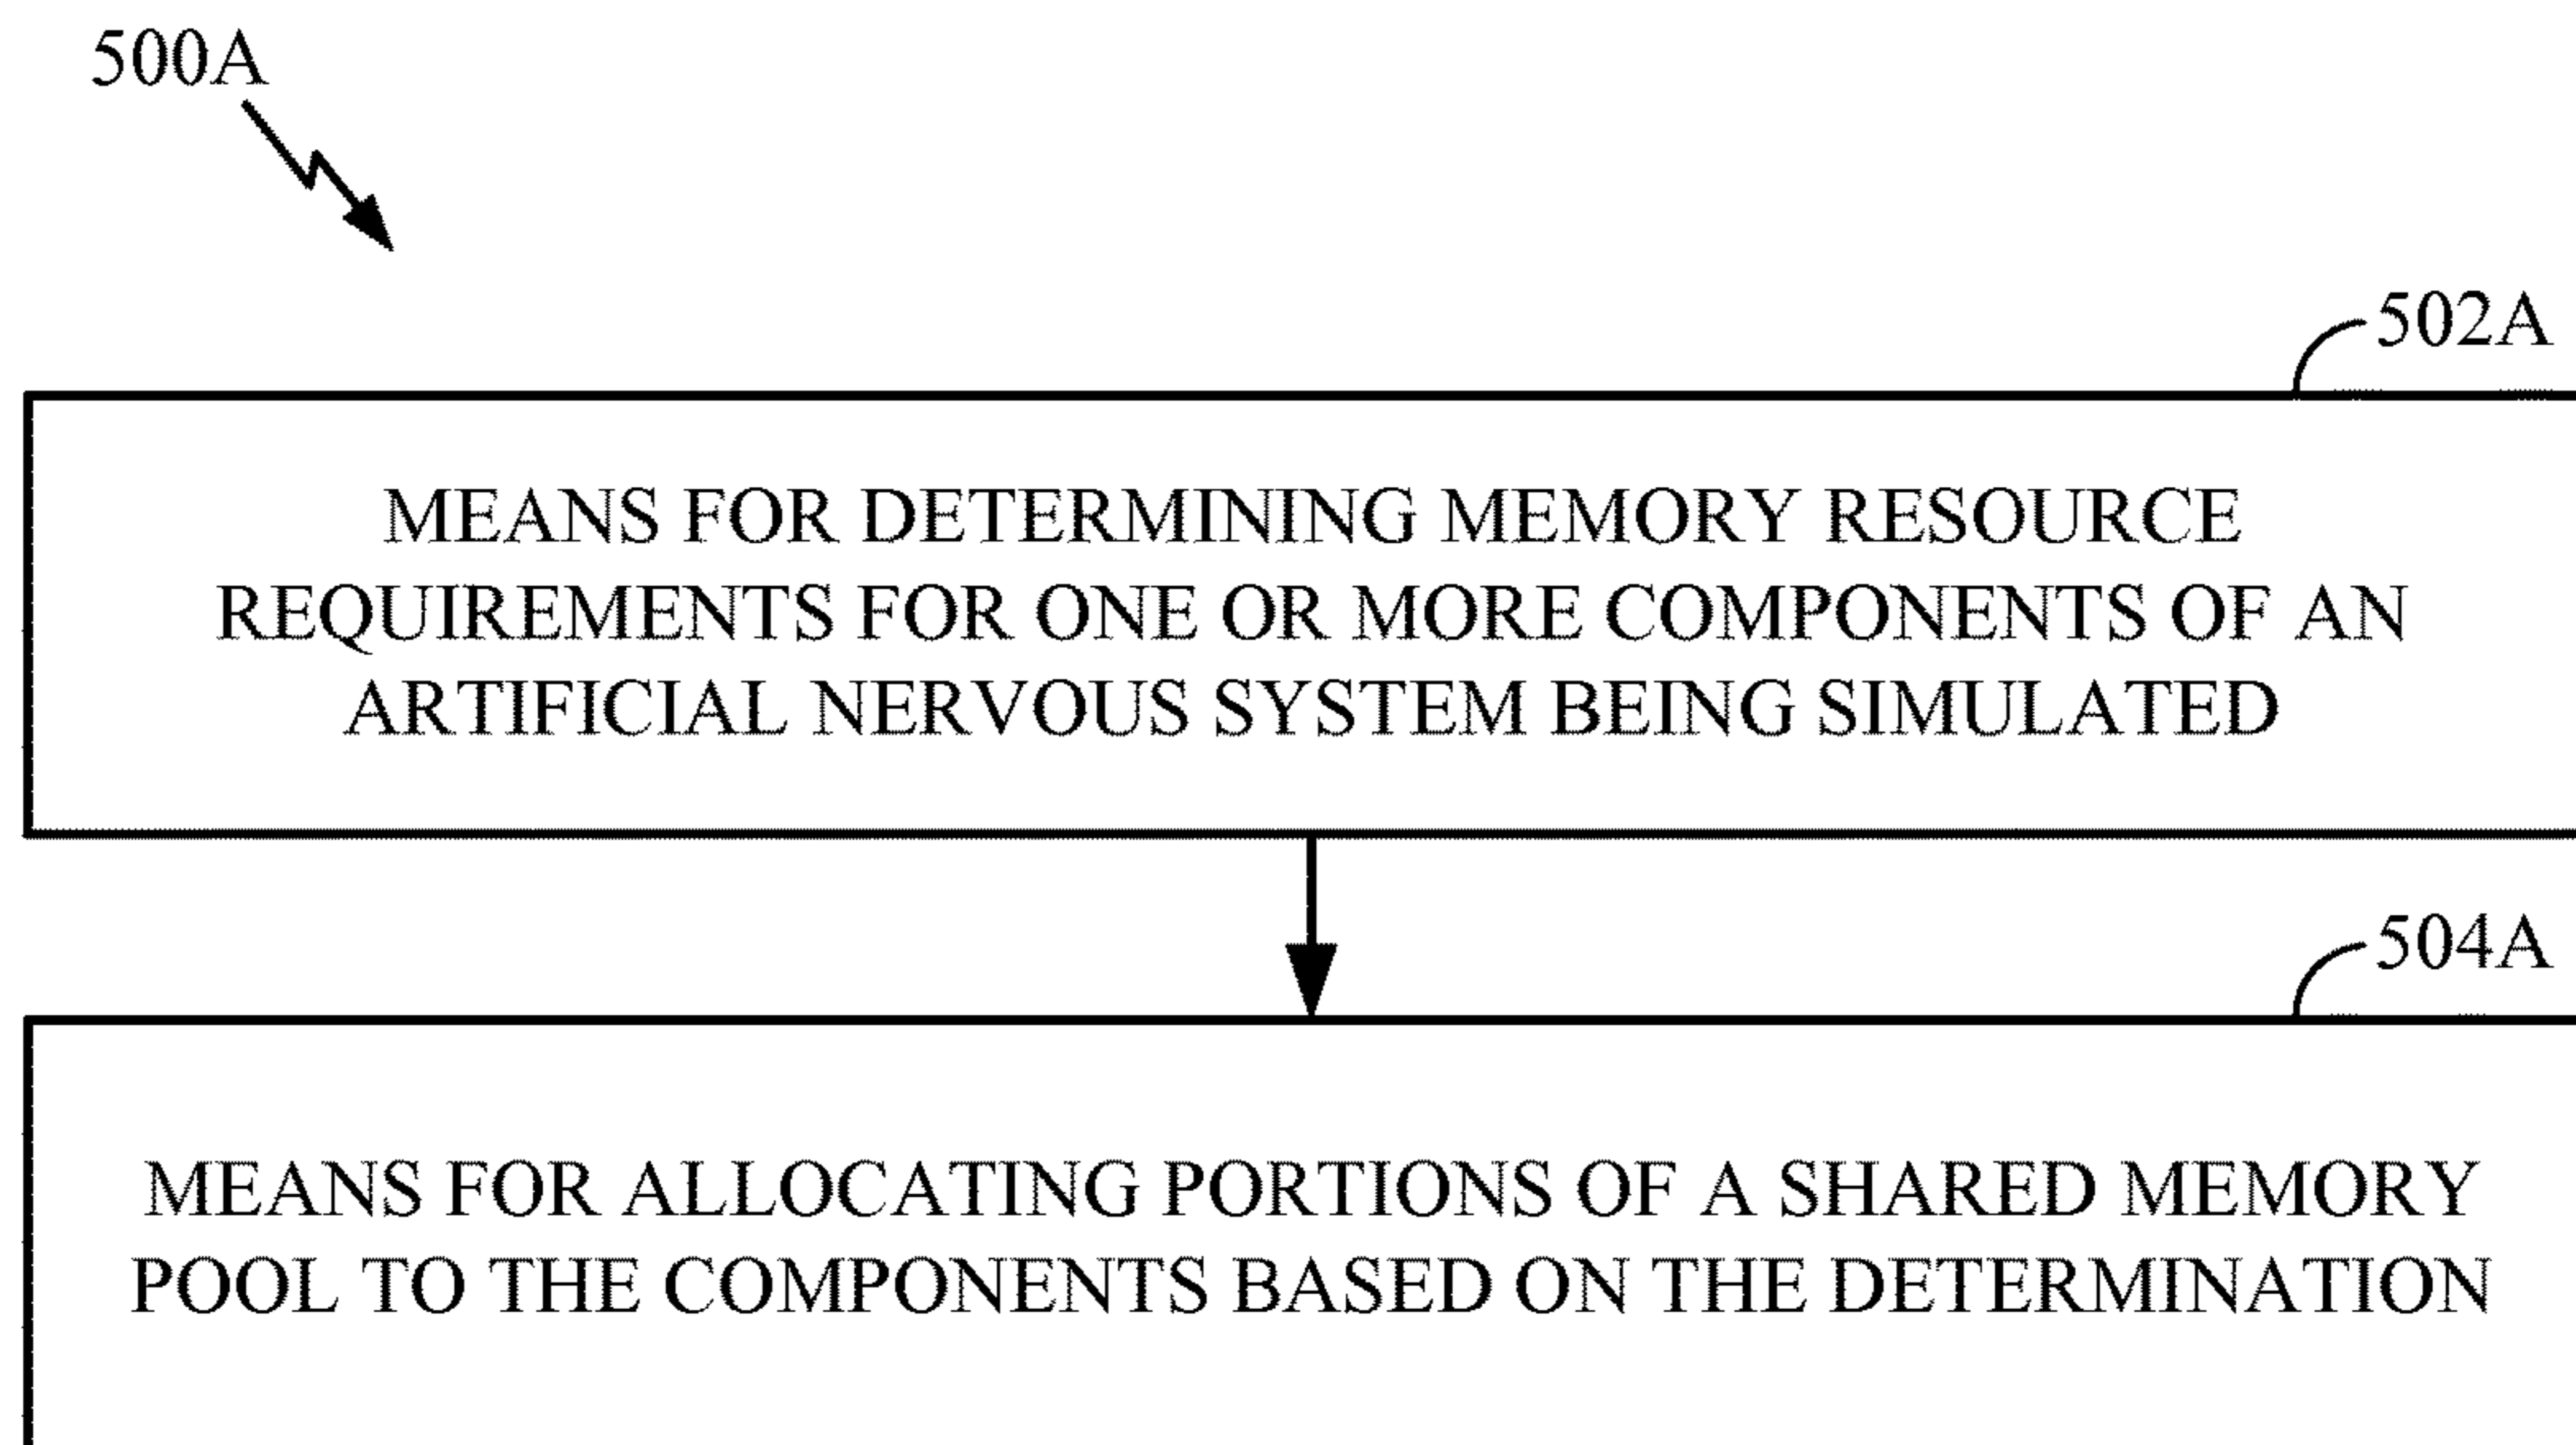 500A
502A
MEANS FOR DETERMINING MEMORY RESOURCE
REQUIREMENTS FOR ONE OR MORE COMPONENTS OF AN
ARTIFICIAL NERVOUS SYSTEM BEING SIMULATED
504A
MEANS FOR ALLOCATING PORTIONS OF A SHARED MEMORY
POOL TO THE COMPONENTS BASED ON THE DETERMINATION